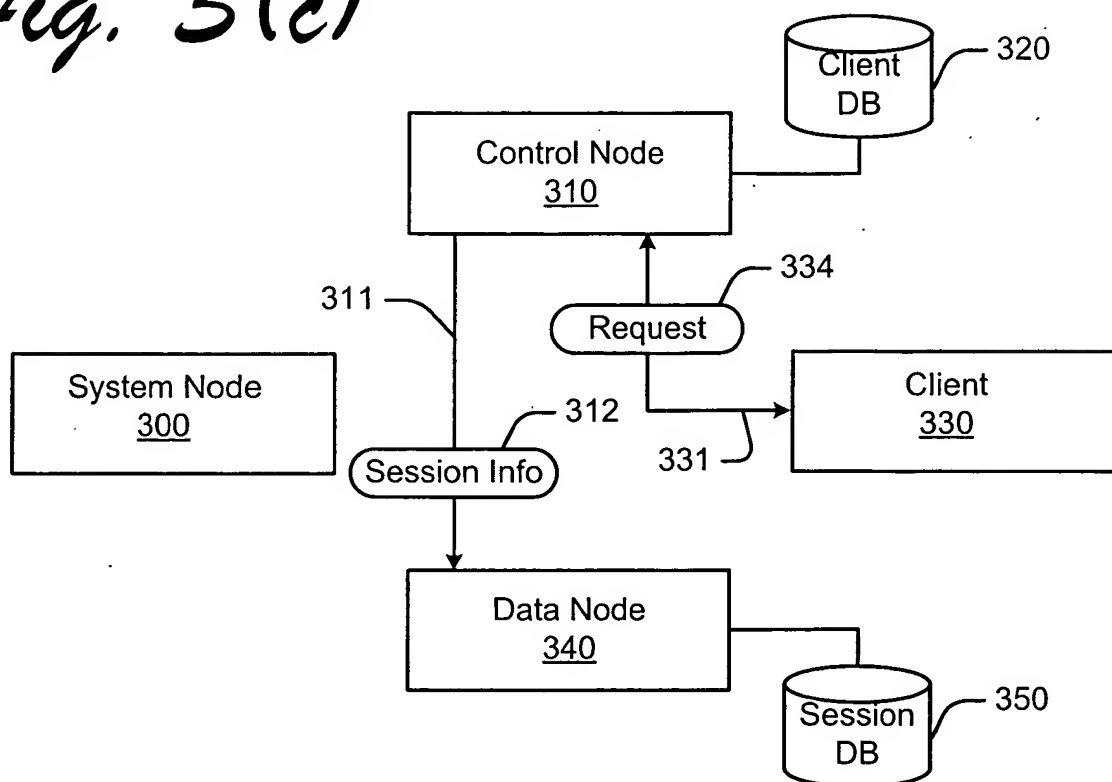 Fig. 3(c)
Client
DB
320
Control Node
310
334
311
Request
System Node
300
Client
330
312
331
Session Info
Data Node
340
Session
DB
350